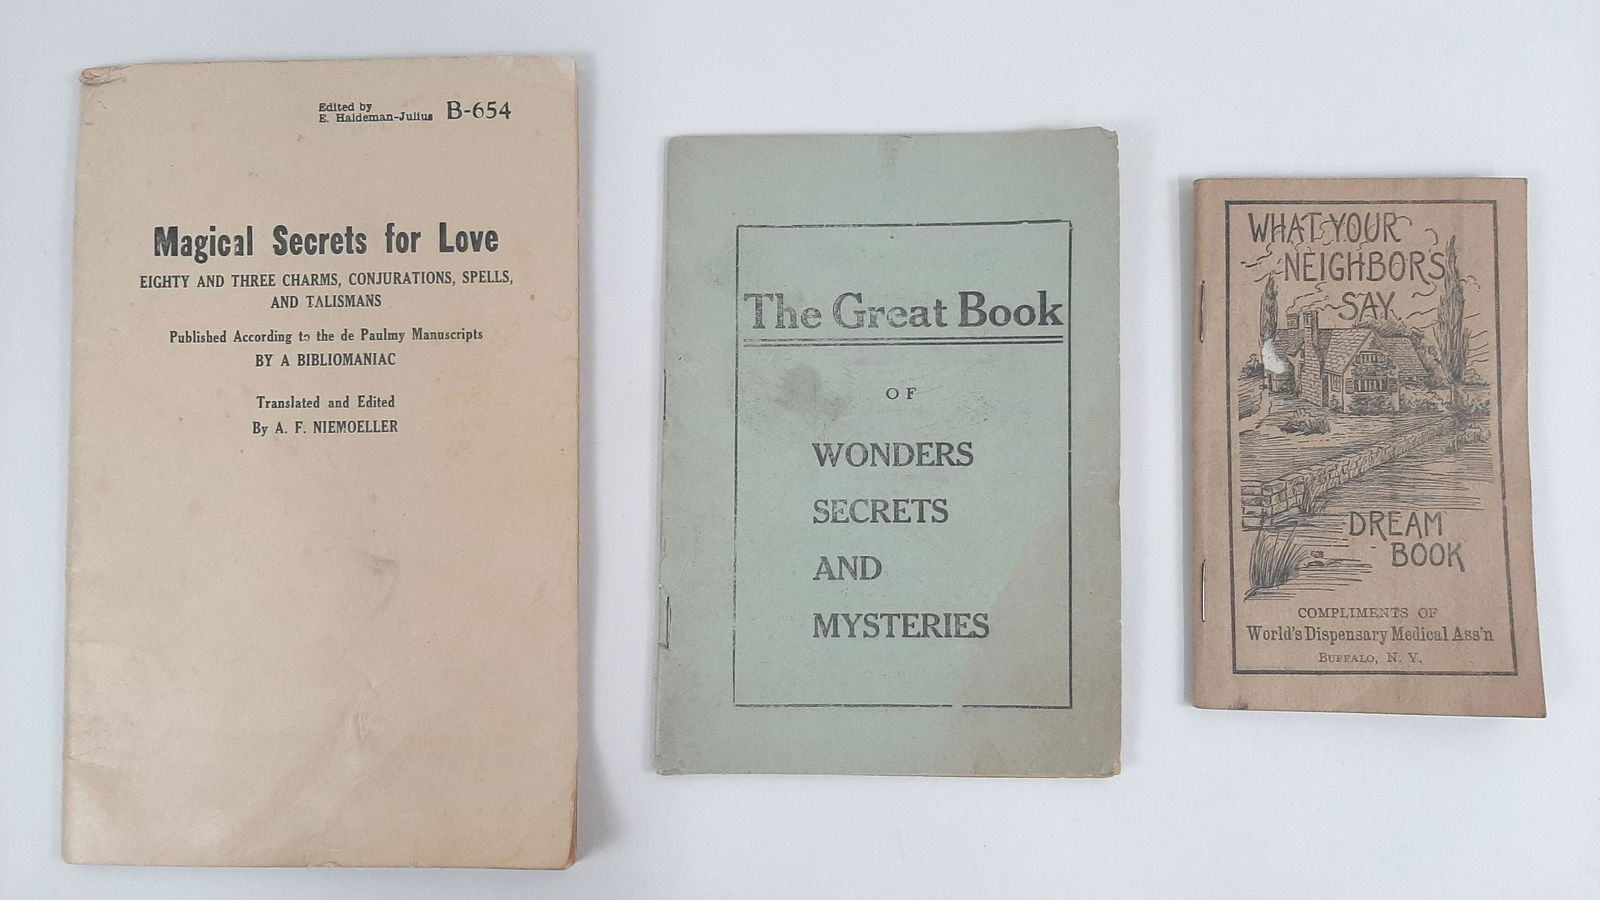 Edited by
E. Haldeman-Julius B-654
Magical Secrets for Love
EIGHTY AND THREE CHARMS, CONJURATIONS, SPELLS,
AND TALISMANS
Published According to the de Paulmy Manuscripts
BY A BIBLIOMANIAC
Translated and Edited
By A. F. NIEMOELLER
The Great Book
OF
WONDERS
SECRETS
AND
MYSTERIES
WHAT YOUR
NEIGHBORS
SAY
DREAM
BOOK
COMPLIMENTS OF
World's Dispensary Medical Ass'n
BUFFALO, N. Y.